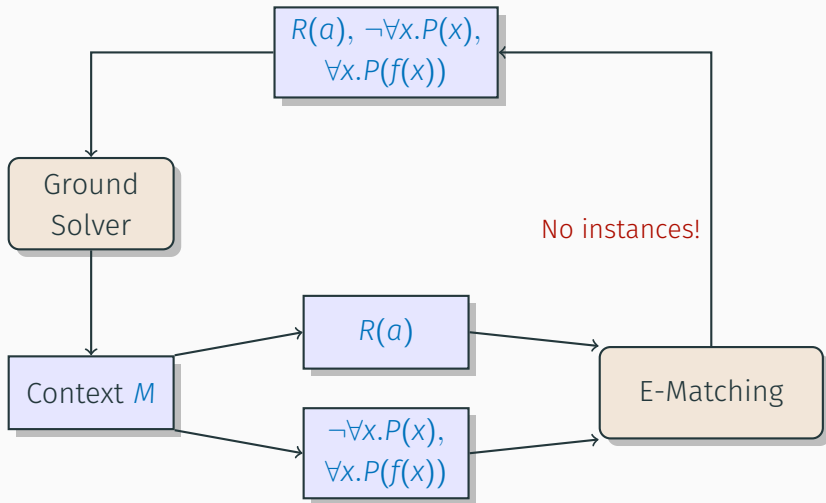 R(a), ¬∀x.P(x),
∀x.P(f(x))
Ground
Solver
No instances!
R(a)
Context M
E-Matching
¬∀x.P(x),
∀x.P(f(x))